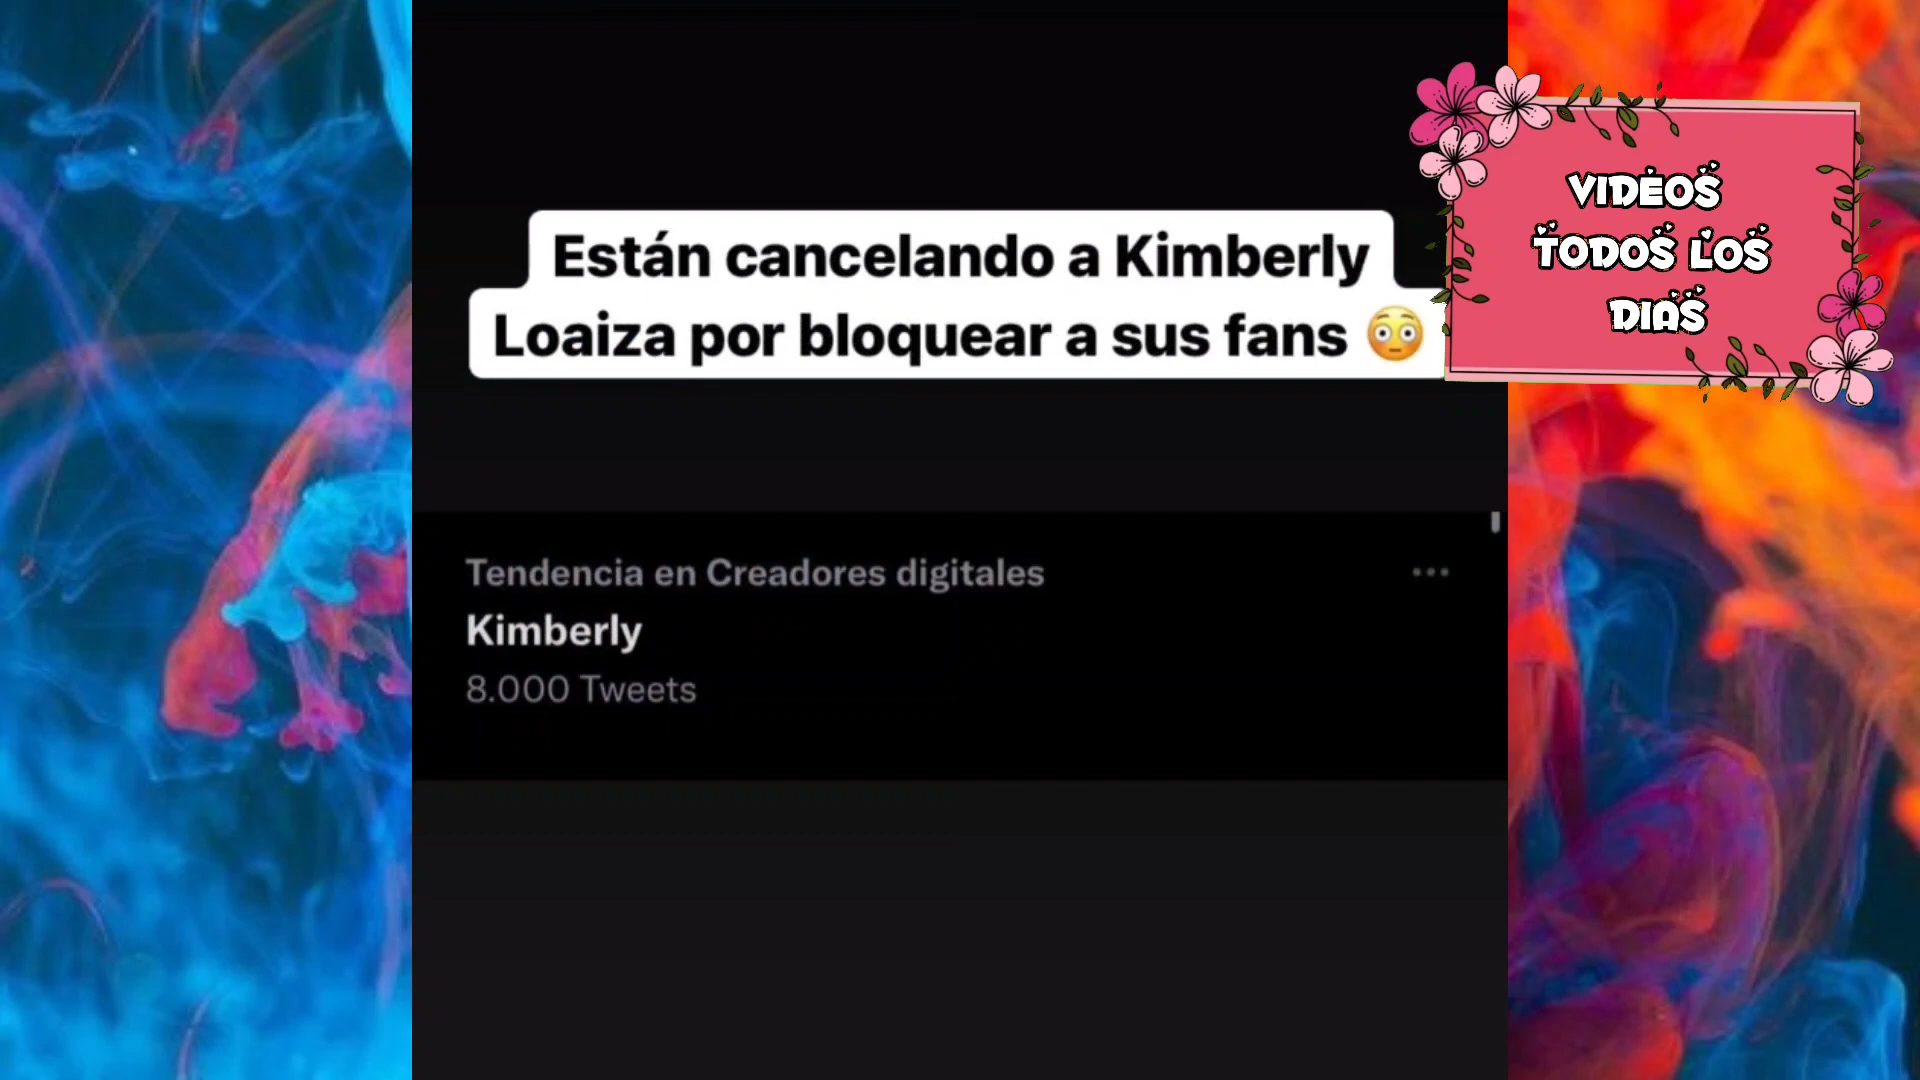 Están cancelando a Kimberly
Loaiza por bloquear a sus fans 😳
VIDEOS
TODOS LOS
DIAS
Tendencia en Creadores digitales
Kimberly
8.000 Tweets